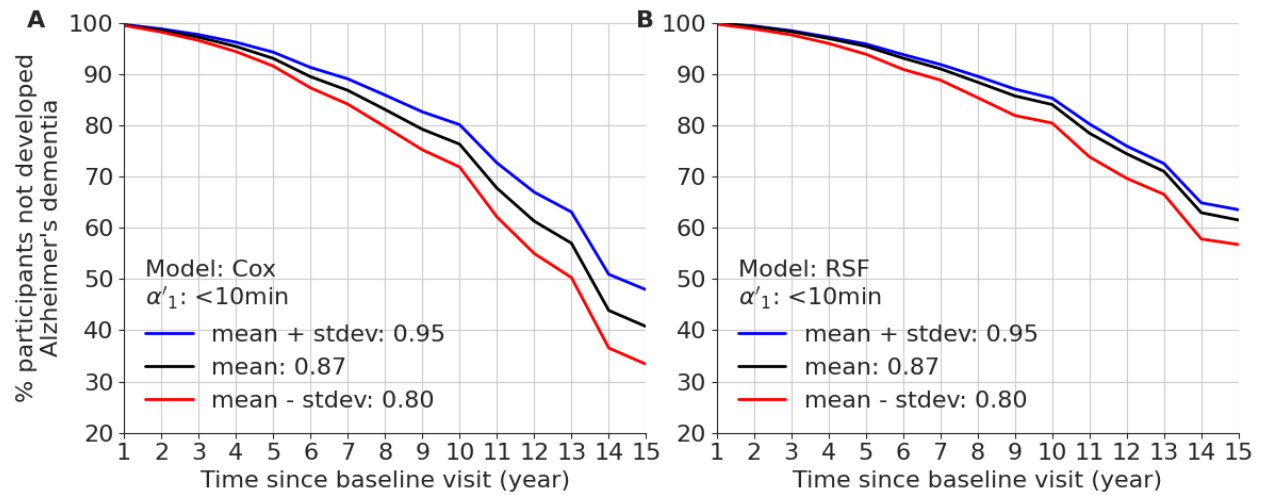 A
% participants not developed
Alzheimer's dementia
100
90
80
70
60
50
40
30
20
Model: Cox
α′₁: <10min
mean + stdev: 0.95
mean: 0.87
mean - stdev: 0.80
1 2 3 4 5 6 7 8 9 10 11 12 13 14 15
Time since baseline visit (year)
B
100
90
80
70
60
50
40
30
20
Model: RSF
α′₁: <10min
mean + stdev: 0.95
mean: 0.87
mean - stdev: 0.80
1 2 3 4 5 6 7 8 9 10 11 12 13 14 15
Time since baseline visit (year)